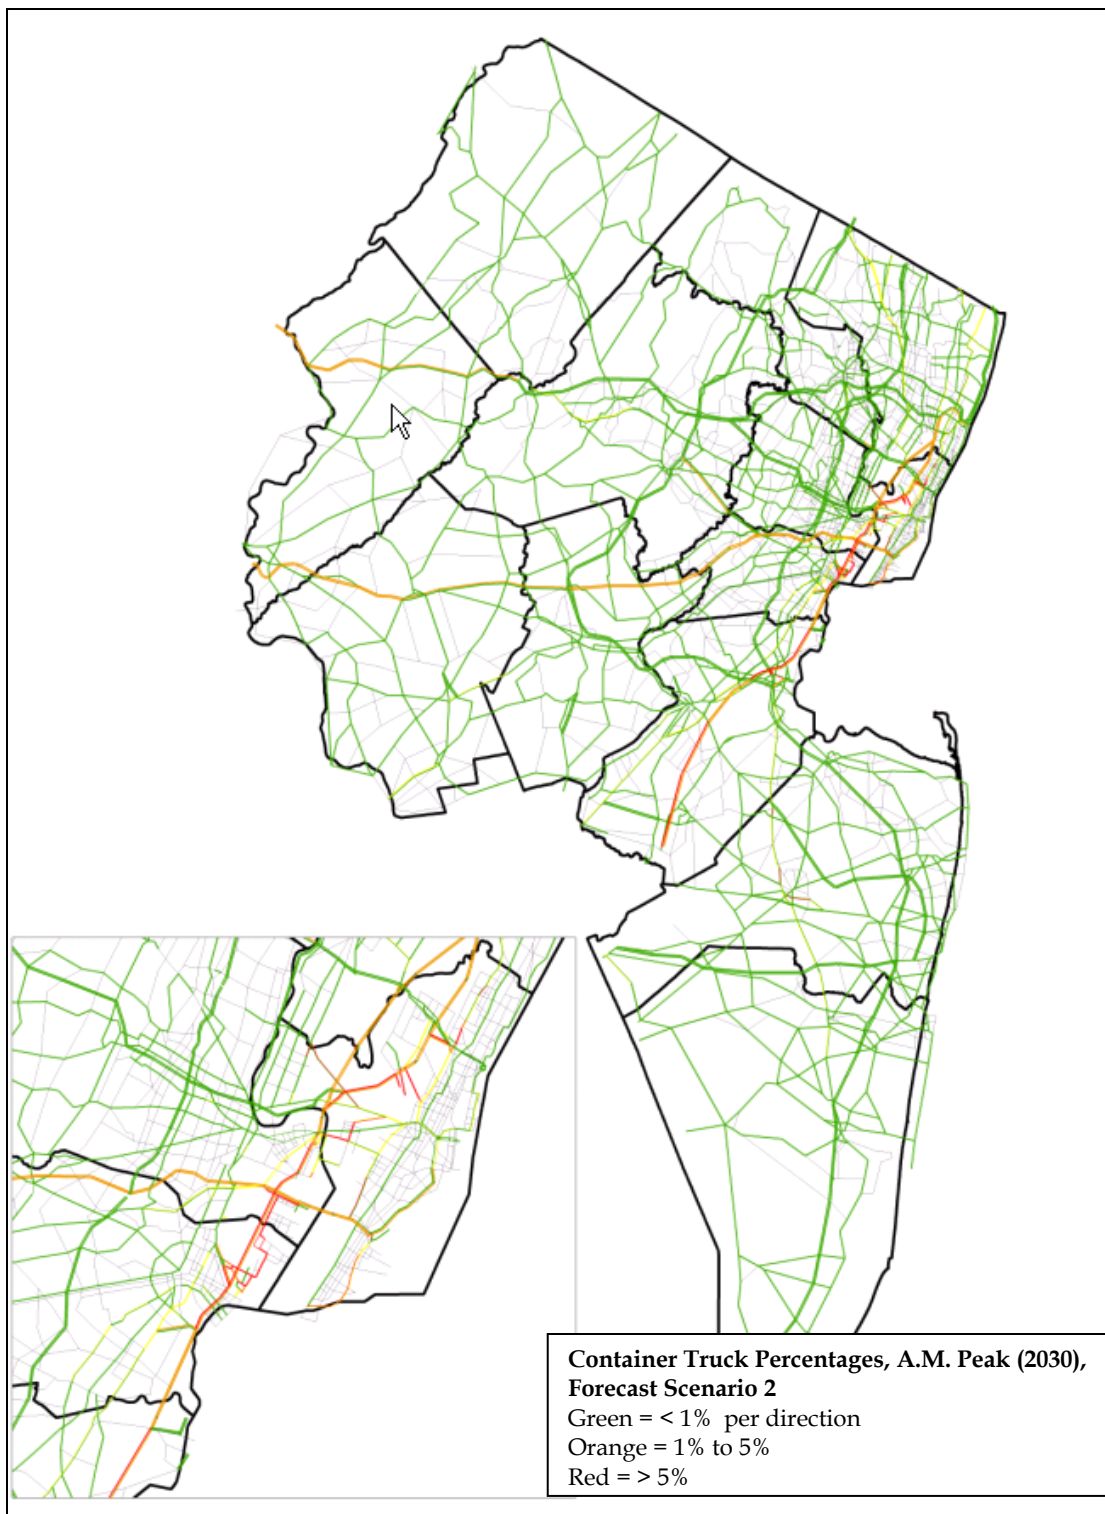 Container Truck Percentages, A.M. Peak (2030),
Forecast Scenario 2
Green = < 1%  per direction
Orange = 1% to 5%
Red = > 5%